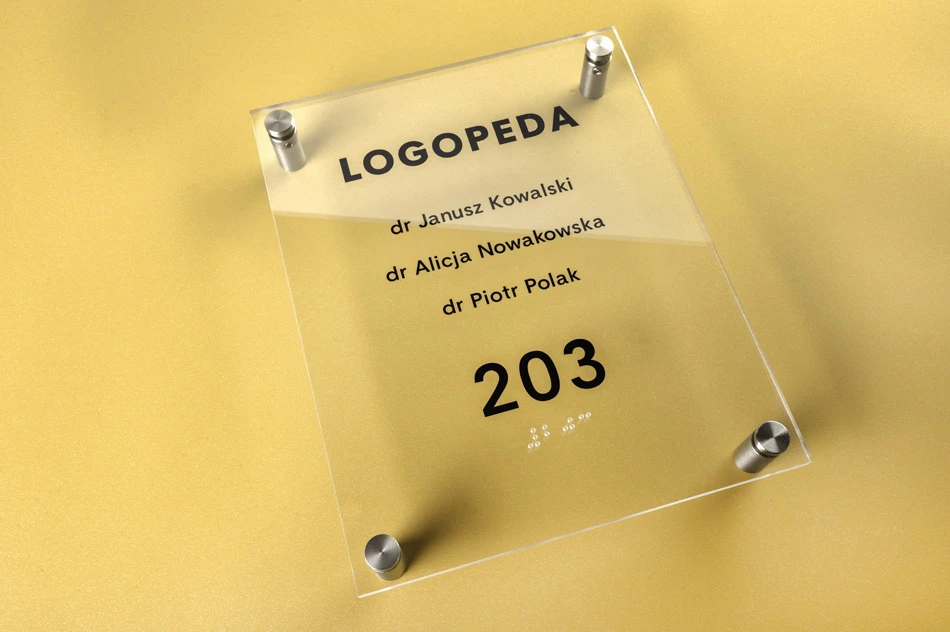 LOGOPEDA
dr Janusz Kowalski
dr Alicja Nowakowska
dr Piotr Polak
203